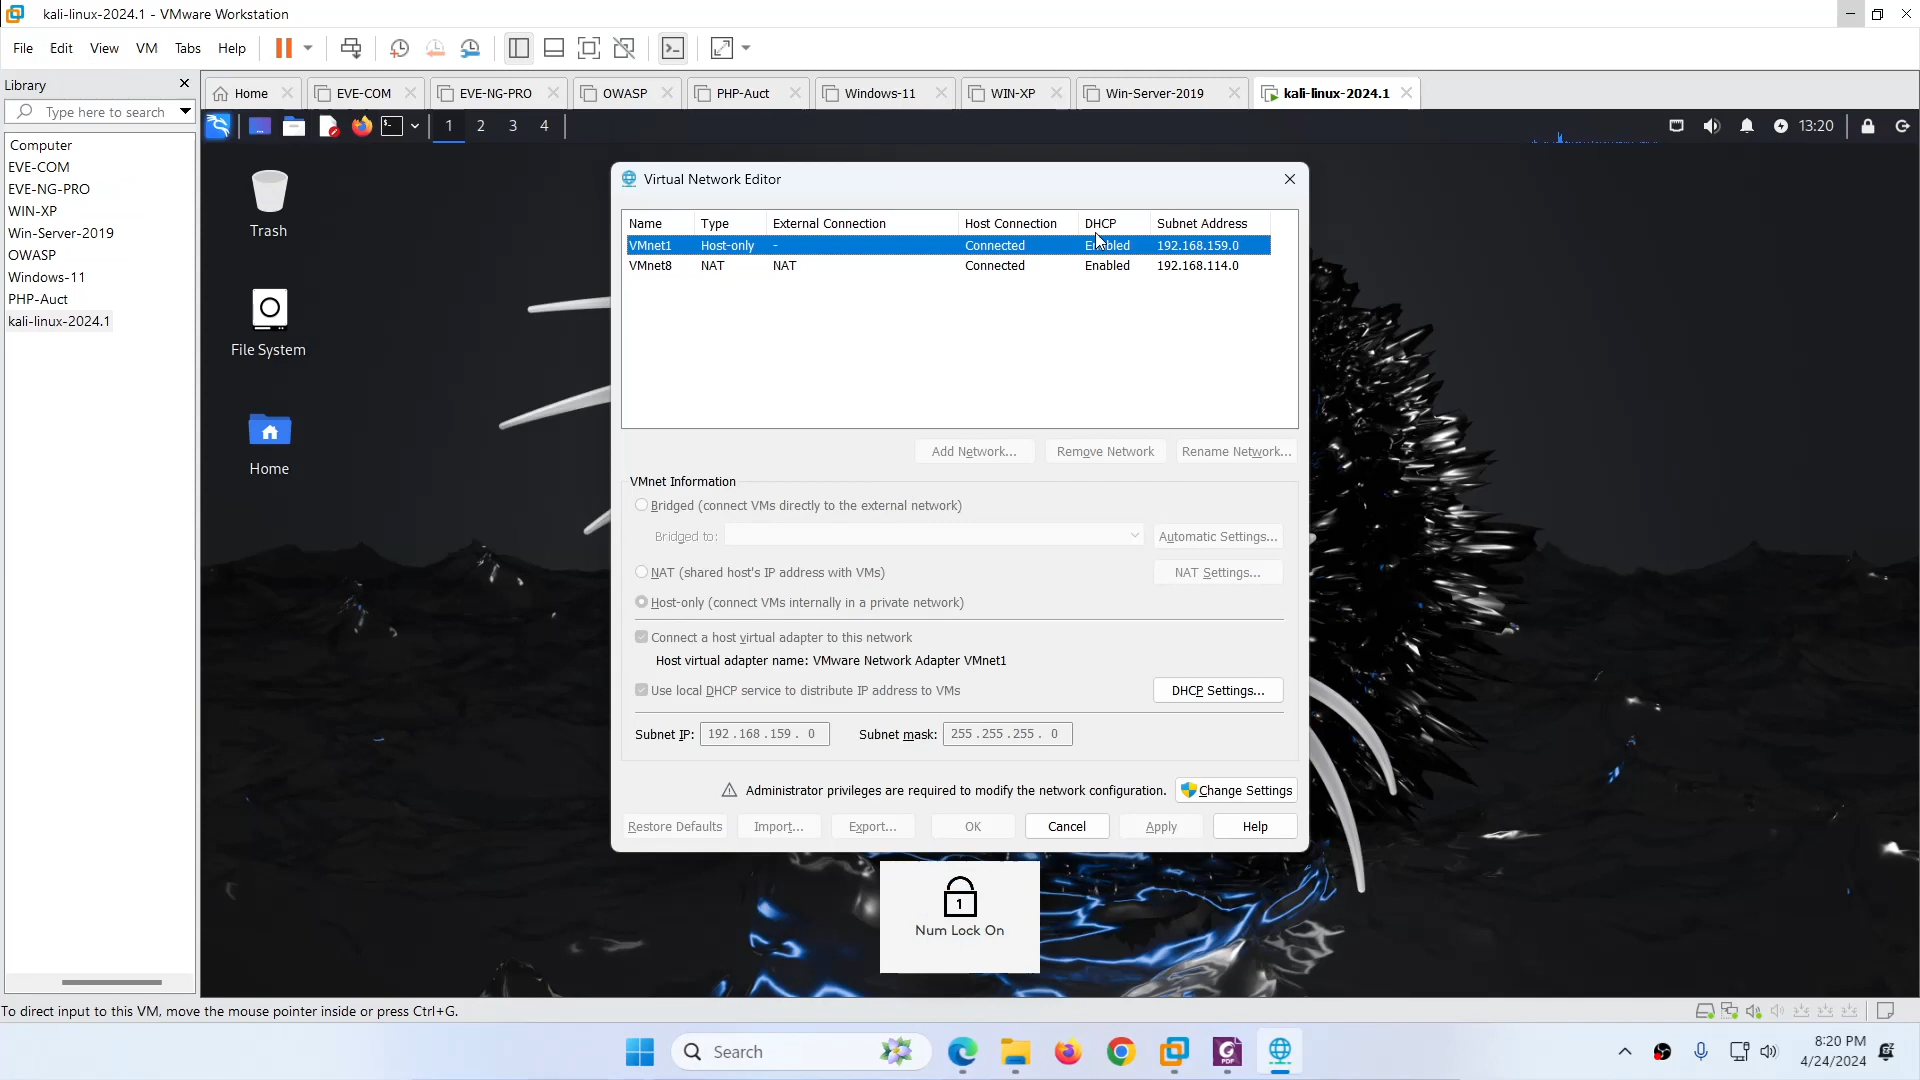 kali-linux-2024.1 - VMware Workstation
File Edit View VM Tabs Help
Library
Type here to search
Computer
EVE-COM
EVE-NG-PRO
WIN-XP
Win-Server-2019
OWASP
Windows-11
PHP-Auct
kali-linux-2024.1
Home EVE-COM EVE-NG-PRO OWASP PHP-Auct Windows-11 WIN-XP Win-Server-2019 kali-linux-2024.1
1 2 3 4 13:20
Trash
File System
Home
Virtual Network Editor
Name Type External Connection Host Connection DHCP Subnet Address
VMnet1 Host-only - Connected Enabled 192.168.159.0
VMnet8 NAT NAT Connected Enabled 192.168.114.0
Add Network... Remove Network Rename Network...
VMnet Information
Bridged (connect VMs directly to the external network)
Bridged to: Automatic Settings...
NAT (shared host's IP address with VMs) NAT Settings...
Host-only (connect VMs internally in a private network)
Connect a host virtual adapter to this network
Host virtual adapter name: VMware Network Adapter VMnet1
Use local DHCP service to distribute IP address to VMs DHCP Settings...
Subnet IP: 192 . 168 . 159 . 0 Subnet mask: 255 . 255 . 255 . 0
Administrator privileges are required to modify the network configuration. Change Settings
Restore Defaults Import... Export... OK Cancel Apply Help
1
Num Lock On
To direct input to this VM, move the mouse pointer inside or press Ctrl+G.
Search
PDF
8:20 PM
4/24/2024